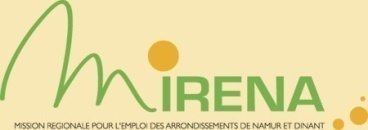 MIRENA
MISSION REGIONALE POUR L'EMPLOI DES ARRONDISSEMENTS DE NAMUR ET DINANT